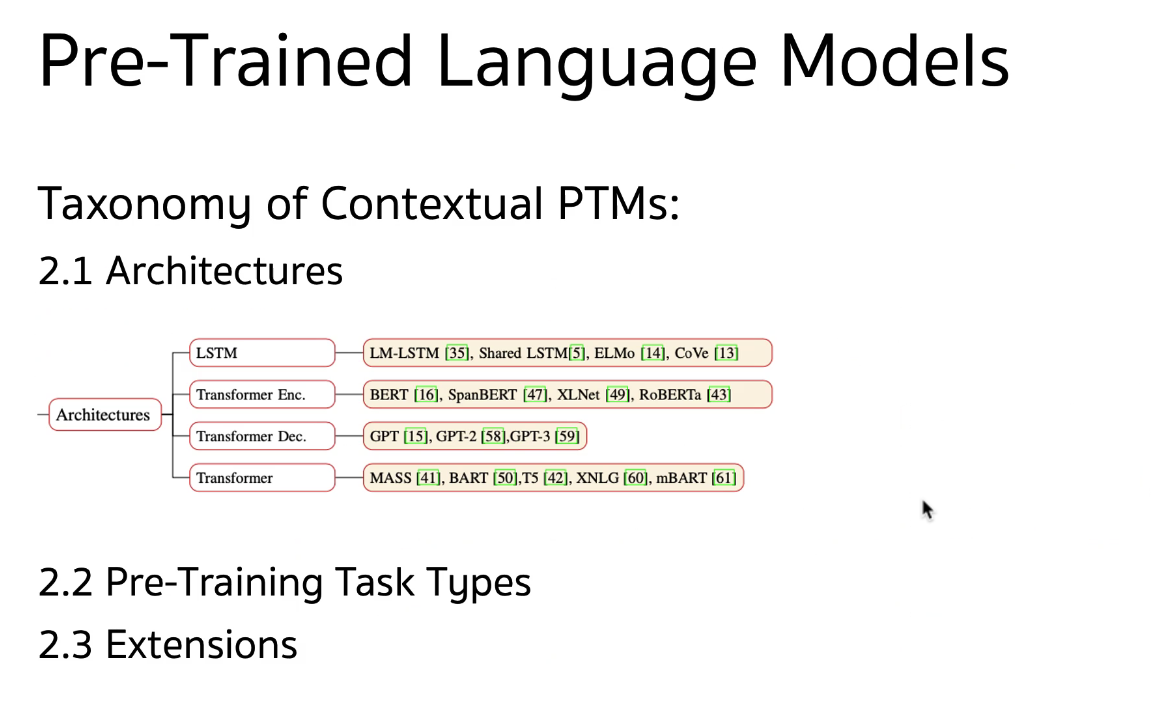 Pre-Trained Language Models
Taxonomy of Contextual PTMs:
2.1 Architectures
Architectures
LSTM
LM-LSTM [35], Shared LSTM[5], ELMo [14], CoVe [13]
Transformer Enc.
BERT [16], SpanBERT [47], XLNet [49], RoBERTa [43]
Transformer Dec.
GPT [15], GPT-2 [58],GPT-3 [59]
Transformer
MASS [41], BART [50],T5 [42], XNLG [60], mBART [61]
2.2 Pre-Training Task Types
2.3 Extensions